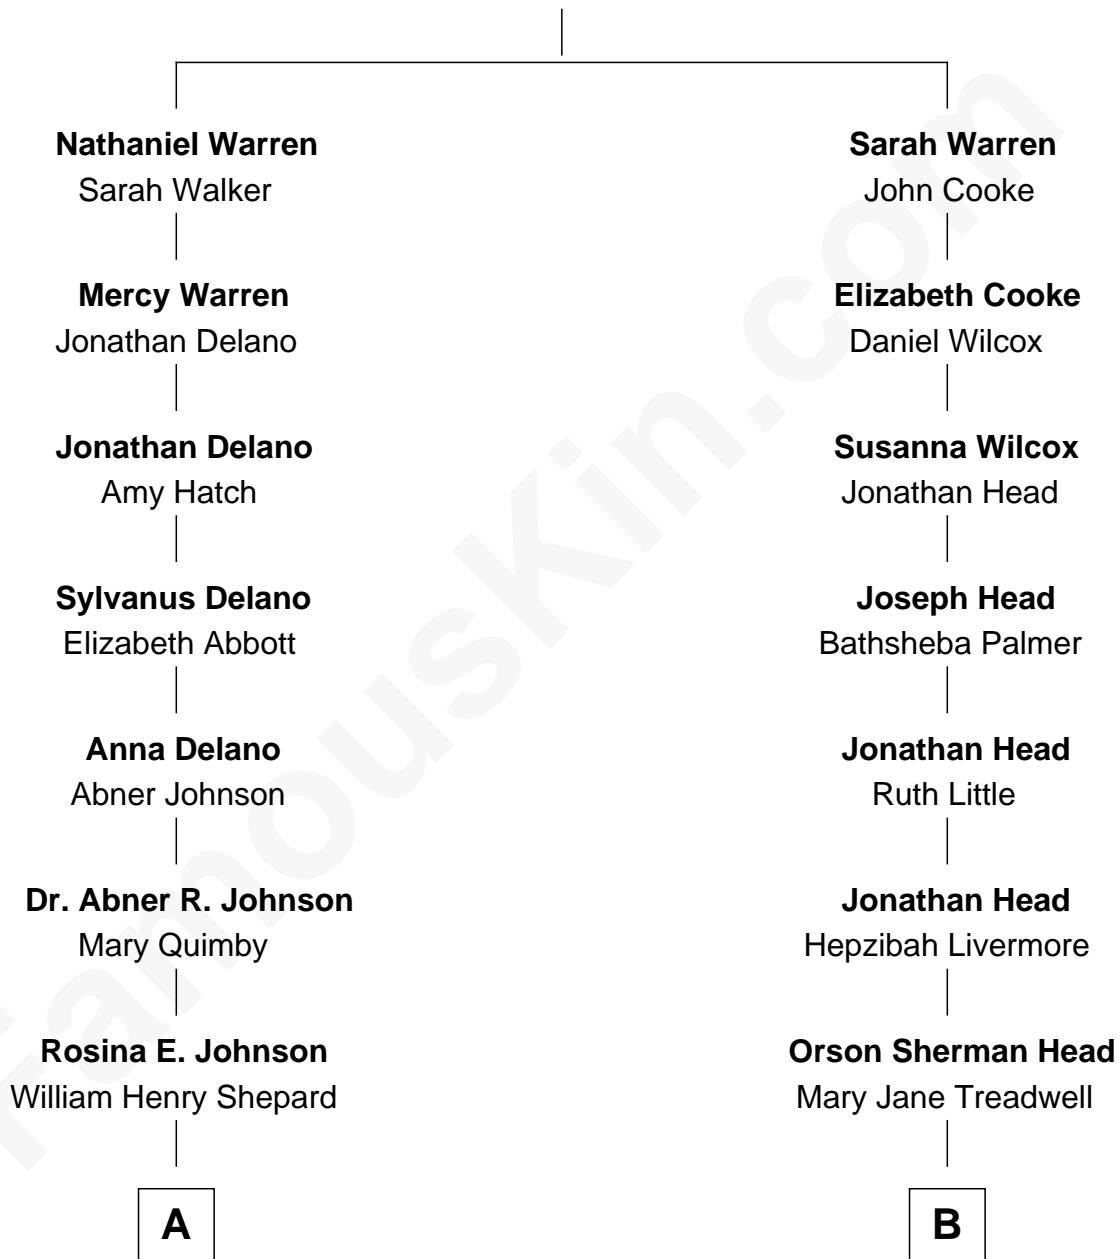 Nathaniel Warren
Sarah Walker
Sarah Warren
John Cooke
Mercy Warren
Jonathan Delano
Elizabeth Cooke
Daniel Wilcox
Jonathan Delano
Amy Hatch
Susanna Wilcox
Jonathan Head
Sylvanus Delano
Elizabeth Abbott
Joseph Head
Bathsheba Palmer
Anna Delano
Abner Johnson
Jonathan Head
Ruth Little
Dr. Abner R. Johnson
Mary Quimby
Jonathan Head
Hepzibah Livermore
Rosina E. Johnson
William Henry Shepard
Orson Sherman Head
Mary Jane Treadwell
A
B
FamousKin.com